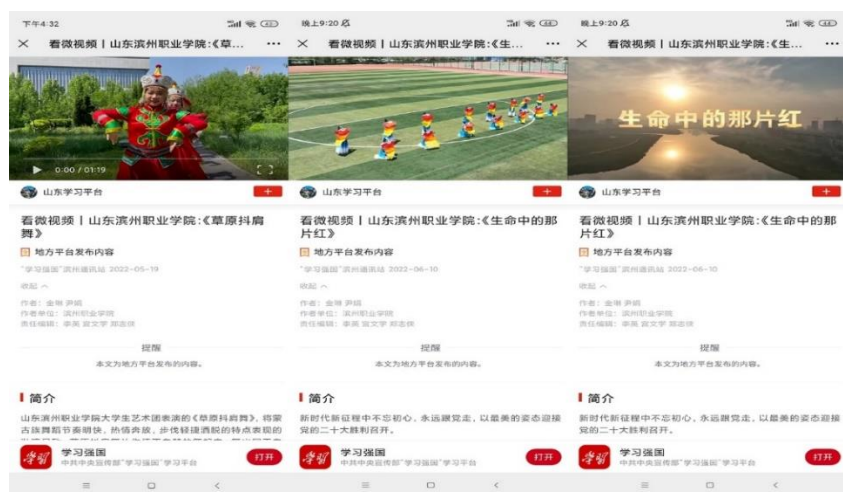 下午4:32
看微视频丨山东滨州职业学院:《草...
0:00 / 01:19
山东学习平台
看微视频丨山东滨州职业学院:《草原抖肩
舞》
地方平台发布内容
"学习强国"滨州通讯站 2022-05-19
收起
作者:金琳 尹娟
作者单位:滨州职业学院
提醒
本文为地方平台发布的内容。
简介
山东滨州职业学院大学生艺术团表演的《草原抖肩舞》,将蒙
古族舞蹈节奏明快,热情奔放,步伐轻捷洒脱的特点表现的
学习
学习强国
中共中央宣传部"学习强国"学习平台
打开
晚上9:20
看微视频丨山东滨州职业学院:《生...
山东学习平台
看微视频丨山东滨州职业学院:《生命中的那
片红》
地方平台发布内容
"学习强国"滨州通讯站 2022-06-10
收起
作者:金琳 尹娟
作者单位:滨州职业学院
提醒
本文为地方平台发布的内容。
简介
新时代新征程中不忘初心,永远跟党走,以最美的姿态迎接
党的二十大胜利召开。
学习
学习强国
中共中央宣传部"学习强国"学习平台
打开
晚上9:20
看微视频丨山东滨州职业学院:《生...
生命中的那片红
山东学习平台
看微视频丨山东滨州职业学院:《生命中的那
片红》
地方平台发布内容
"学习强国"滨州通讯站 2022-06-10
收起
作者:金琳 尹娟
作者单位:滨州职业学院
提醒
本文为地方平台发布的内容。
简介
新时代新征程中不忘初心,永远跟党走,以最美的姿态迎接
党的二十大胜利召开。
学习
学习强国
中共中央宣传部"学习强国"学习平台
打开